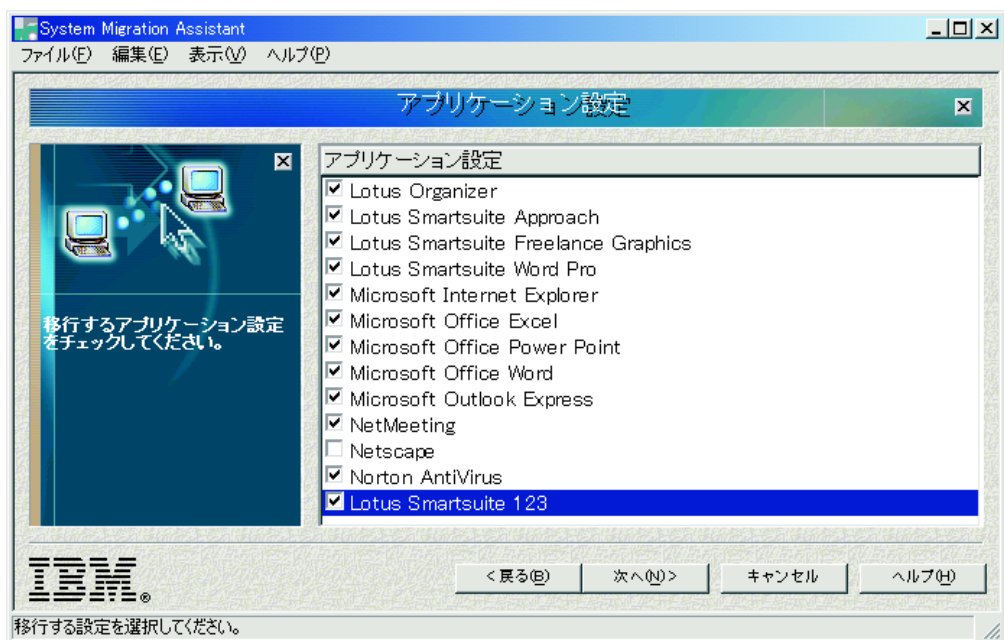 System Migration Assistant
ファイル(F) 編集(E) 表示(V) ヘルプ(P)
アプリケーション設定
移行するアプリケーション設定
をチェックしてください。
アプリケーション設定
Lotus Organizer
Lotus Smartsuite Approach
Lotus Smartsuite Freelance Graphics
Lotus Smartsuite Word Pro
Microsoft Internet Explorer
Microsoft Office Excel
Microsoft Office Power Point
Microsoft Office Word
Microsoft Outlook Express
NetMeeting
Netscape
Norton AntiVirus
Lotus Smartsuite 123
IBM®
<戻る(B) 次へ(N)> キャンセル ヘルプ(H)
移行する設定を選択してください。